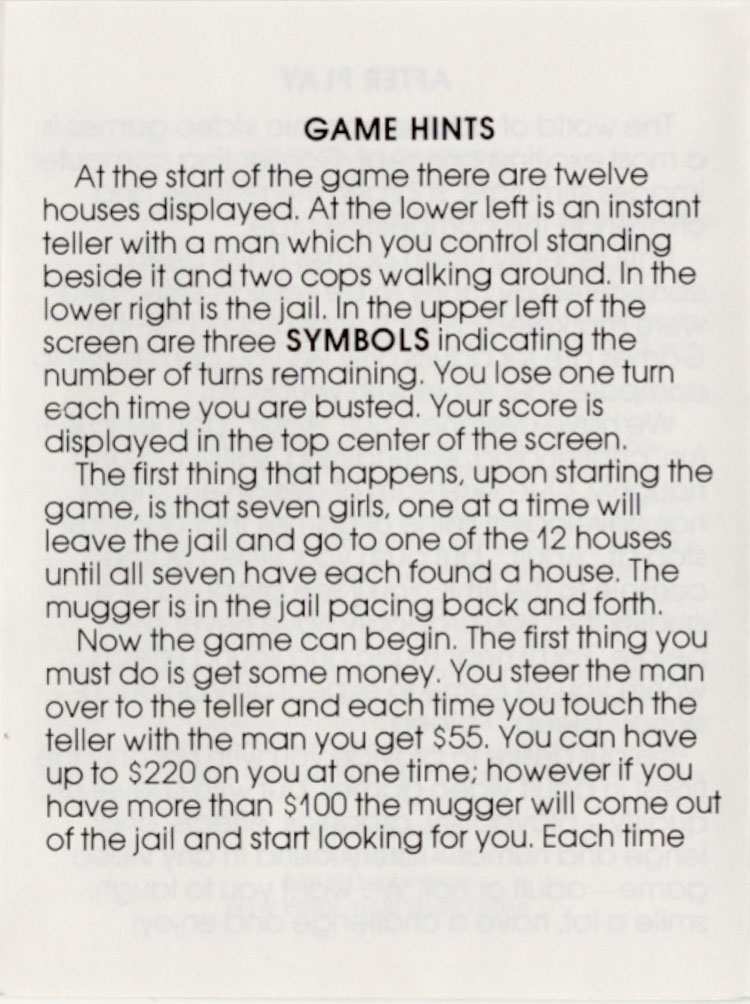 GAME HINTS
At the start of the game there are twelve
houses displayed. At the lower left is an instant
teller with a man which you control standing
beside it and two cops walking around. In the
lower right is the jail. In the upper left of the
screen are three SYMBOLS indicating the
number of turns remaining. You lose one turn
each time you are busted. Your score is
displayed in the top center of the screen.
The first thing that happens, upon starting the
game, is that seven girls, one at a time will
leave the jail and go to one of the 12 houses
until all seven have each found a house. The
mugger is in the jail pacing back and forth.
Now the game can begin. The first thing you
must do is get some money. You steer the man
over to the teller and each time you touch the
teller with the man you get $55. You can have
up to $220 on you at one time; however if you
have more than $100 the mugger will come out
of the jail and start looking for you. Each time